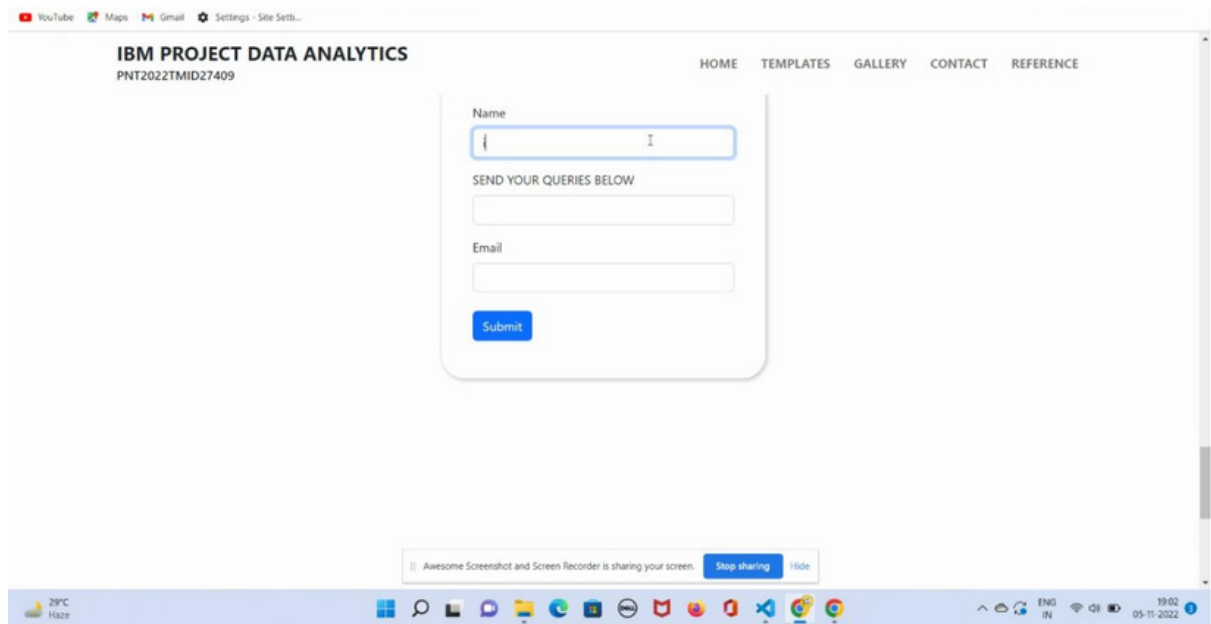 YouTube Maps Gmail Settings - Site Setti...
IBM PROJECT DATA ANALYTICS
PNT2022TMID27409
HOME TEMPLATES GALLERY CONTACT REFERENCE
Name
i
SEND YOUR QUERIES BELOW
Email
Submit
Awesome Screenshot and Screen Recorder is sharing your screen. Stop sharing Hide
29°C
Haze
DELL
ENG
IN
19:02
05-11-2022